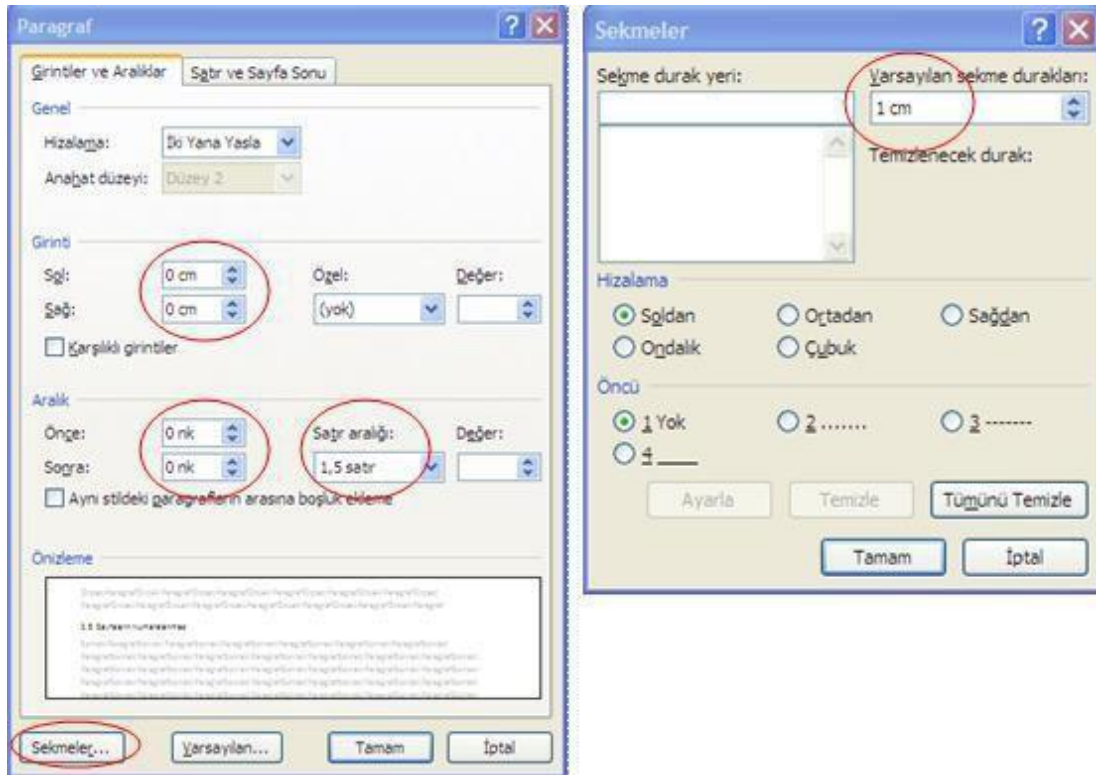 Paragraf
Girintiler ve Aralıklar
Satır ve Sayfa Sonu
Genel
Hizalama:
İki Yana Yasla
Anahat düzeyi:
Düzey 2
Girinti
Sol:
0 cm
Özel:
Değer:
Sağ:
0 cm
(yok)
Karşılıklı girintiler
Aralık
Önce:
0 nk
Satır aralığı:
Değer:
Sonra:
0 nk
1,5 satır
Aynı stildeki paragrafların arasına boşluk ekleme
Önizleme
Sekmeler...
Varsayılan...
Tamam
İptal
Sekmeler
Sekme durak yeri:
Varsayılan sekme durakları:
1 cm
Temizlenecek durak:
Hizalama
Soldan
Ortadan
Sağdan
Ondalık
Çubuk
Öncü
1 Yok
2 .......
3 -------
4 ___
Ayarla
Temizle
Tümünü Temizle
Tamam
İptal